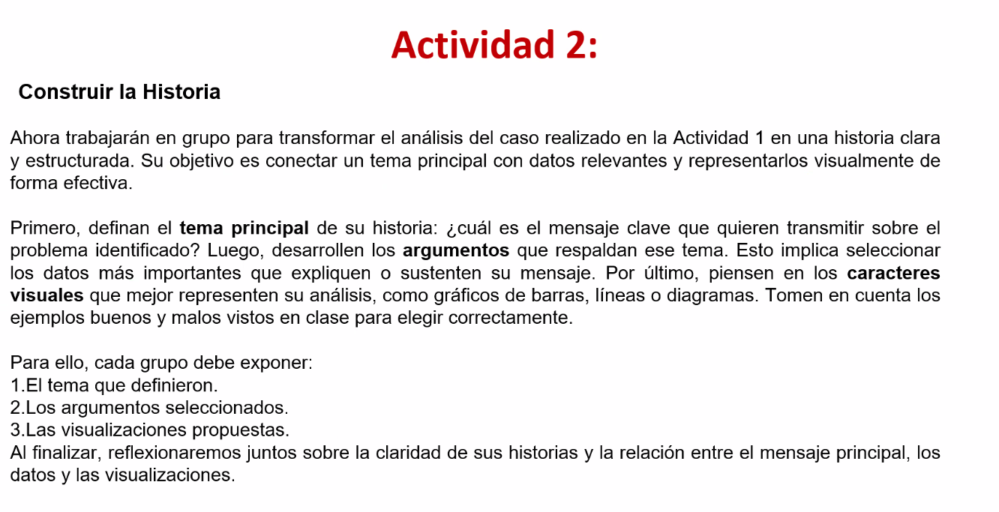 Actividad 2:
Construir la Historia
Ahora trabajarán en grupo para transformar el análisis del caso realizado en la Actividad 1 en una historia clara
y estructurada. Su objetivo es conectar un tema principal con datos relevantes y representarlos visualmente de
forma efectiva.
Primero, definan el tema principal de su historia: ¿cuál es el mensaje clave que quieren transmitir sobre el
problema identificado? Luego, desarrollen los argumentos que respaldan ese tema. Esto implica seleccionar
los datos más importantes que expliquen o sustenten su mensaje. Por último, piensen en los caracteres
visuales que mejor representen su análisis, como gráficos de barras, líneas o diagramas. Tomen en cuenta los
ejemplos buenos y malos vistos en clase para elegir correctamente.
Para ello, cada grupo debe exponer:
1.El tema que definieron.
2.Los argumentos seleccionados.
3.Las visualizaciones propuestas.
Al finalizar, reflexionaremos juntos sobre la claridad de sus historias y la relación entre el mensaje principal, los
datos y las visualizaciones.